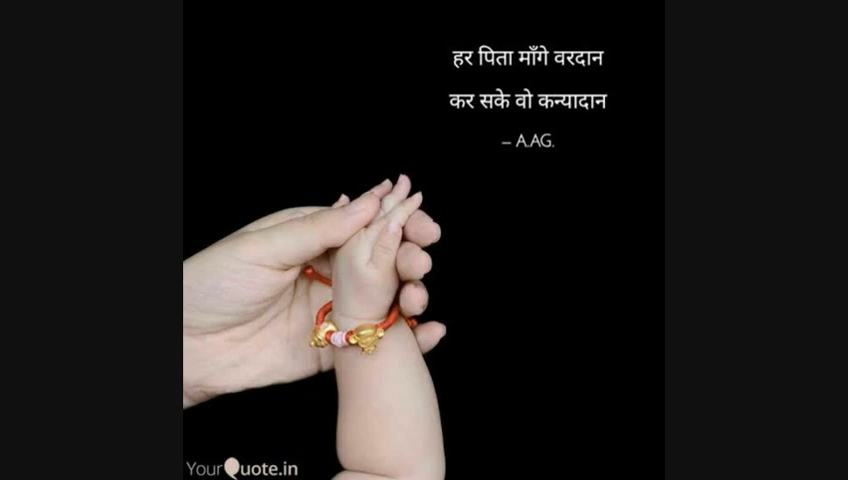 हर पिता माँगे वरदान
कर सके वो कन्यादान
– A.AG.
YourQuote.in